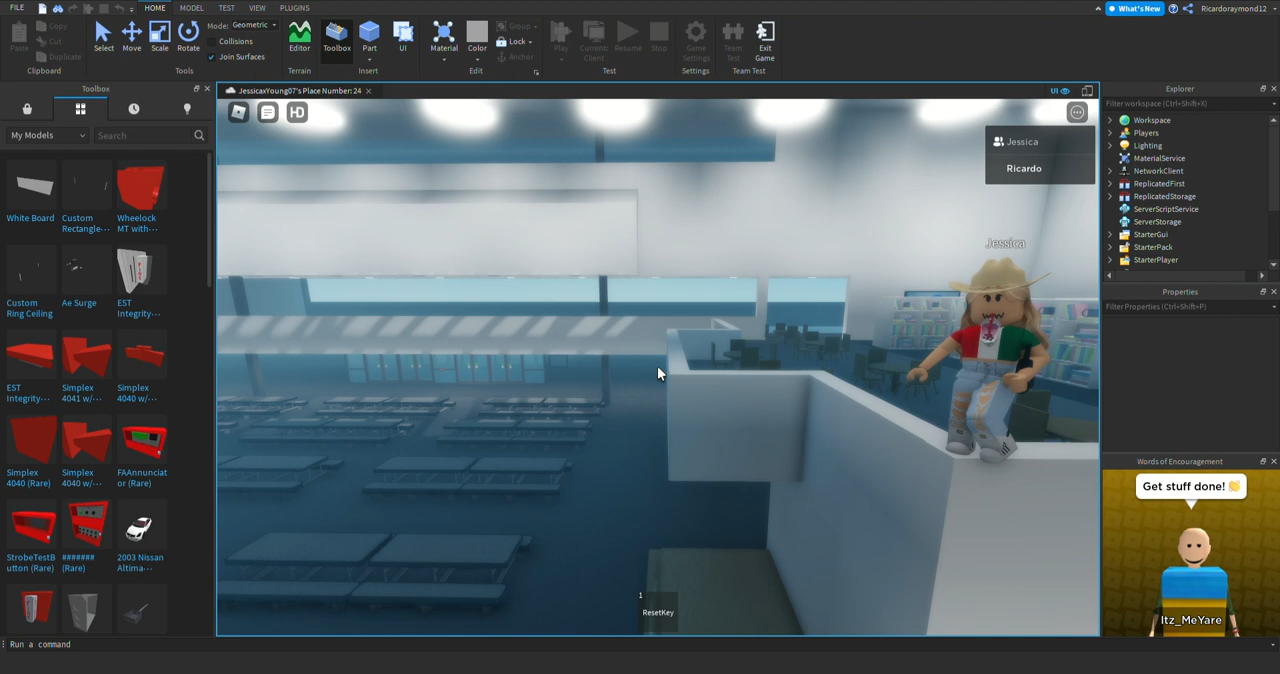 FILE HOME MODEL TEST VIEW PLUGINS What's New Ricardoraymond12
Paste Copy Cut Duplicate Select Move Scale Rotate Mode: Geometric Collisions Join Surfaces Editor Toolbox Part UI Material Color Group Lock Anchor Play Current: Client Resume Stop Game Settings Team Test Exit Game
Clipboard Tools Terrain Insert Edit Test Settings Team Test
Toolbox
My Models Search
White Board
Custom Rectangle-··
Wheelock MT with···
Custom Ring Ceiling
Ae Surge
EST Integrity···
EST Integrity···
Simplex 4041 w/···
Simplex 4040 w/···
Simplex 4040 (Rare)
Simplex 4040 w/···
FAAnnunciat or (Rare)
StrobeTestB utton (Rare)
####### (Rare)
2003 Nissan Altima···
JessicaxYoung07's Place Number: 24
UI
HD
Jessica
Ricardo
Jessica
1
ResetKey
Explorer
Filter workspace (Ctrl+Shift+X)
Workspace
Players
Lighting
MaterialService
NetworkClient
ReplicatedFirst
ReplicatedStorage
ServerScriptService
ServerStorage
StarterGui
StarterPack
StarterPlayer
Properties
Filter Properties (Ctrl+Shift+P)
Words of Encouragement
Get stuff done! 👏
Itz_MeYare
Run a command